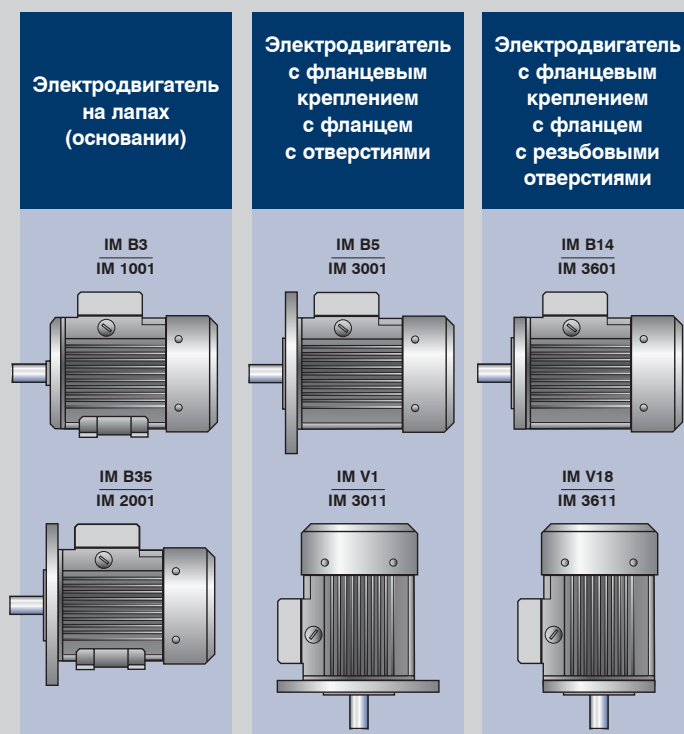 Электродвигатель
на лапах
(основании)
Электродвигатель
с фланцевым
креплением
с фланцем
с отверстиями
Электродвигатель
с фланцевым
креплением
с фланцем
с резьбовыми
отверстиями
IM B3
IM 1001
IM B5
IM 3001
IM B14
IM 3601
IM B35
IM 2001
IM V1
IM 3011
IM V18
IM 3611